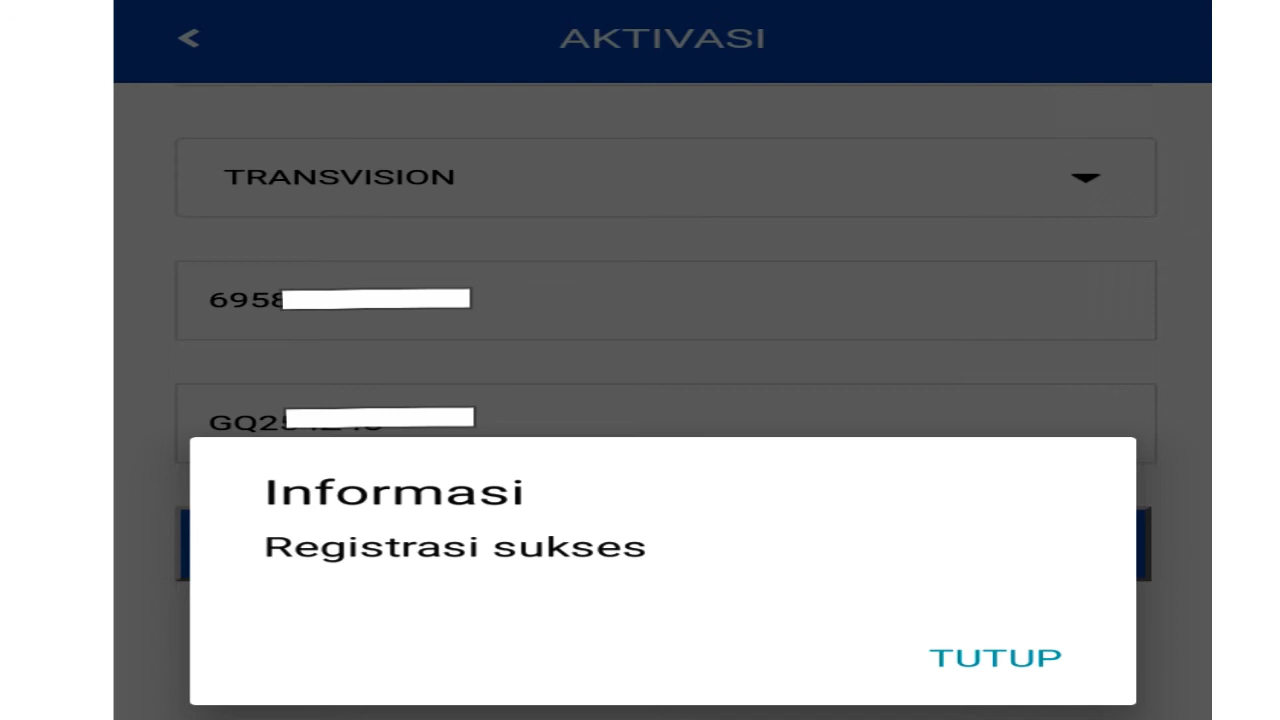 AKTIVASI
TRANSVISION
6958
GQ2
Informasi
Registrasi sukses
TUTUP